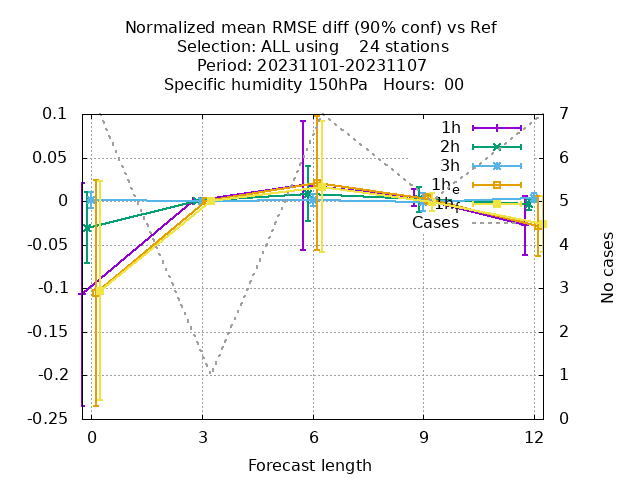 Normalized mean RMSE diff (90% conf) vs Ref
Selection: ALL using    24 stations
Period: 20231101-20231107
Specific humidity 150hPa   Hours:  00
0.1
0.05
0
-0.05
-0.1
-0.15
-0.2
-0.25
7
6
5
4
3
2
1
0
No cases
1h
2h
3h
1h_e
1h_f
Cases
0 3 6 9 12
Forecast length